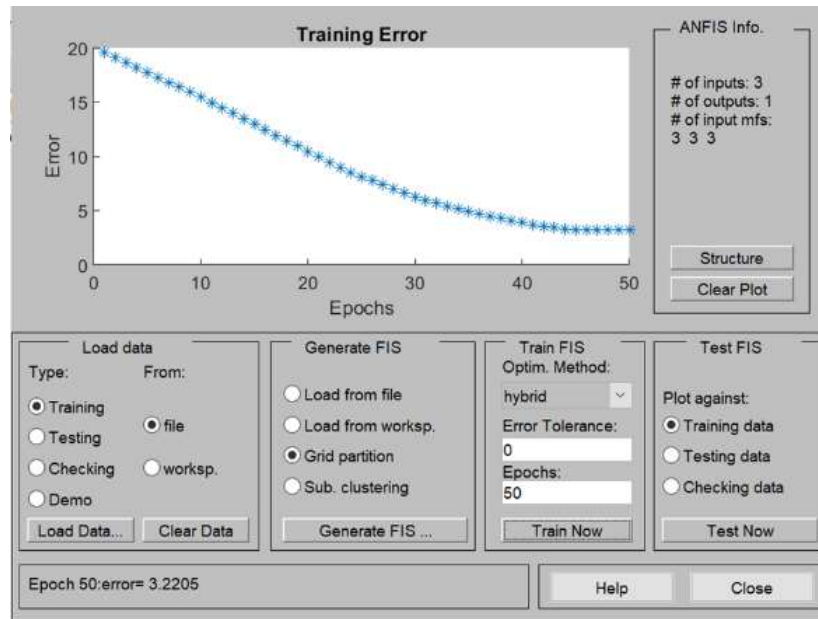 Training Error
20
15
10
5
0
Error
0 10 20 30 40 50
Epochs
ANFIS Info.
# of inputs: 3
# of outputs: 1
# of input mfs:
3 3 3
Structure
Clear Plot
Load data
Type: From:
Training
Testing
Checking
Demo
file
worksp.
Load Data... Clear Data
Generate FIS
Load from file
Load from worksp.
Grid partition
Sub. clustering
Generate FIS ...
Train FIS
Optim. Method:
hybrid
Error Tolerance:
0
Epochs:
50
Train Now
Test FIS
Plot against:
Training data
Testing data
Checking data
Test Now
Epoch 50:error= 3.2205
Help Close